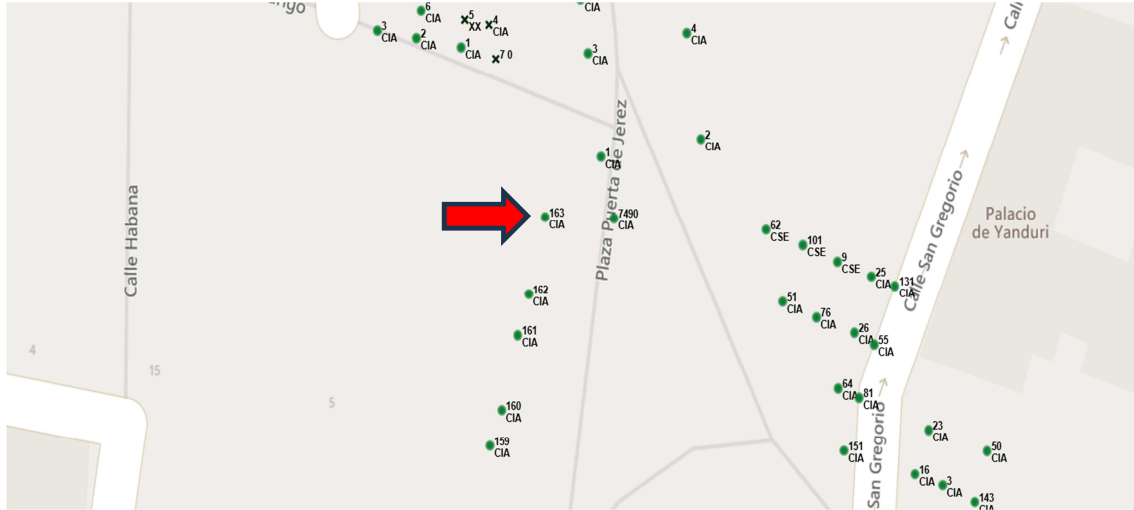 ngo
6
CIA
5
XX
4
CIA
3
CIA
2
CIA
1
CIA
7 0
CIA
3
CIA
4
CIA
Call
2
CIA
1
CIA
Plaza Puerta de Jerez
163
CIA
7490
CIA
Calle Habana
62
CSE
101
CSE
9
CSE
25
CIA
131
CIA
Calle San Gregorio
Palacio
de Yanduri
162
CIA
51
CIA
76
CIA
26
CIA
55
CIA
161
CIA
4
15
5
64
CIA
81
CIA
160
CIA
159
CIA
151
CIA
San Gregorio
23
CIA
50
CIA
16
CIA
3
CIA
143
CIA